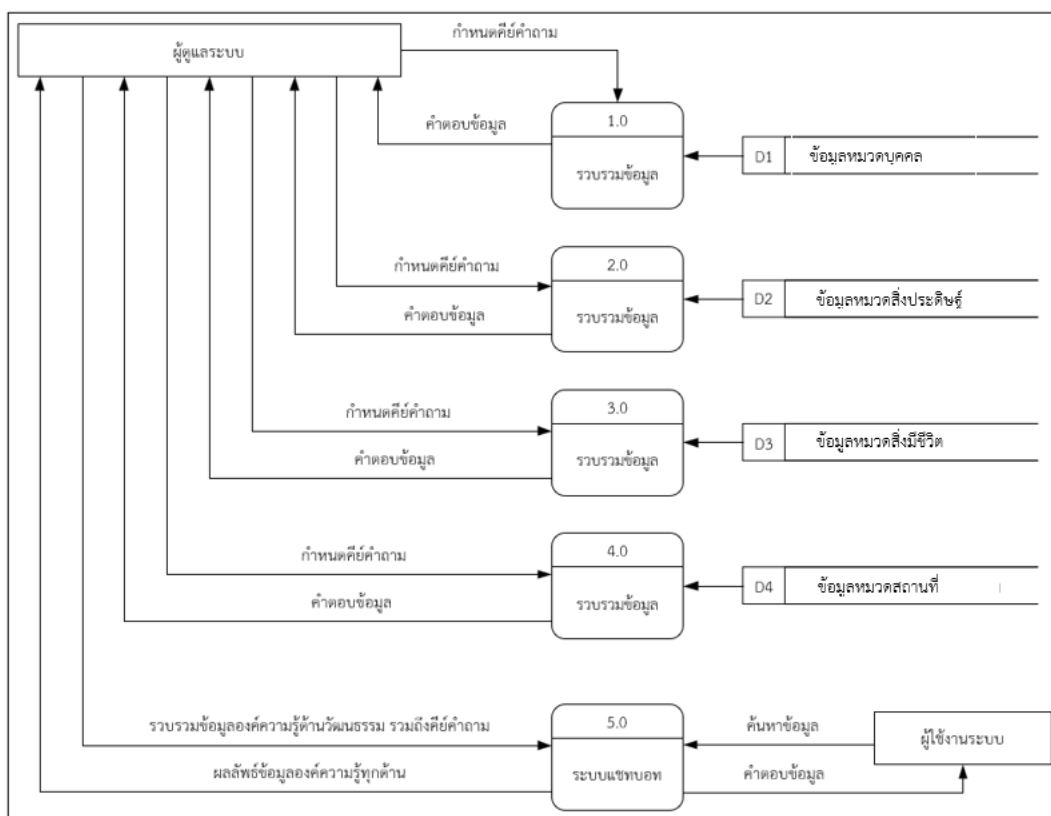 กำหนดคีย์คำถาม
ผู้ดูแลระบบ
คำตอบข้อมูล
1.0
รวบรวมข้อมูล
D1
ข้อมูลหมวดบุคคล
กำหนดคีย์คำถาม
คำตอบข้อมูล
2.0
รวบรวมข้อมูล
D2
ข้อมูลหมวดสิ่งประดิษฐ์
กำหนดคีย์คำถาม
คำตอบข้อมูล
3.0
รวบรวมข้อมูล
D3
ข้อมูลหมวดสิ่งมีชีวิต
กำหนดคีย์คำถาม
คำตอบข้อมูล
4.0
รวบรวมข้อมูล
D4
ข้อมูลหมวดสถานที่
รวบรวมข้อมูลองค์ความรู้ด้านวัฒนธรรม รวมถึงคีย์คำถาม
ผลลัพธ์ข้อมูลองค์ความรู้ทุกด้าน
5.0
ระบบแชทบอท
ค้นหาข้อมูล
คำตอบข้อมูล
ผู้ใช้งานระบบ